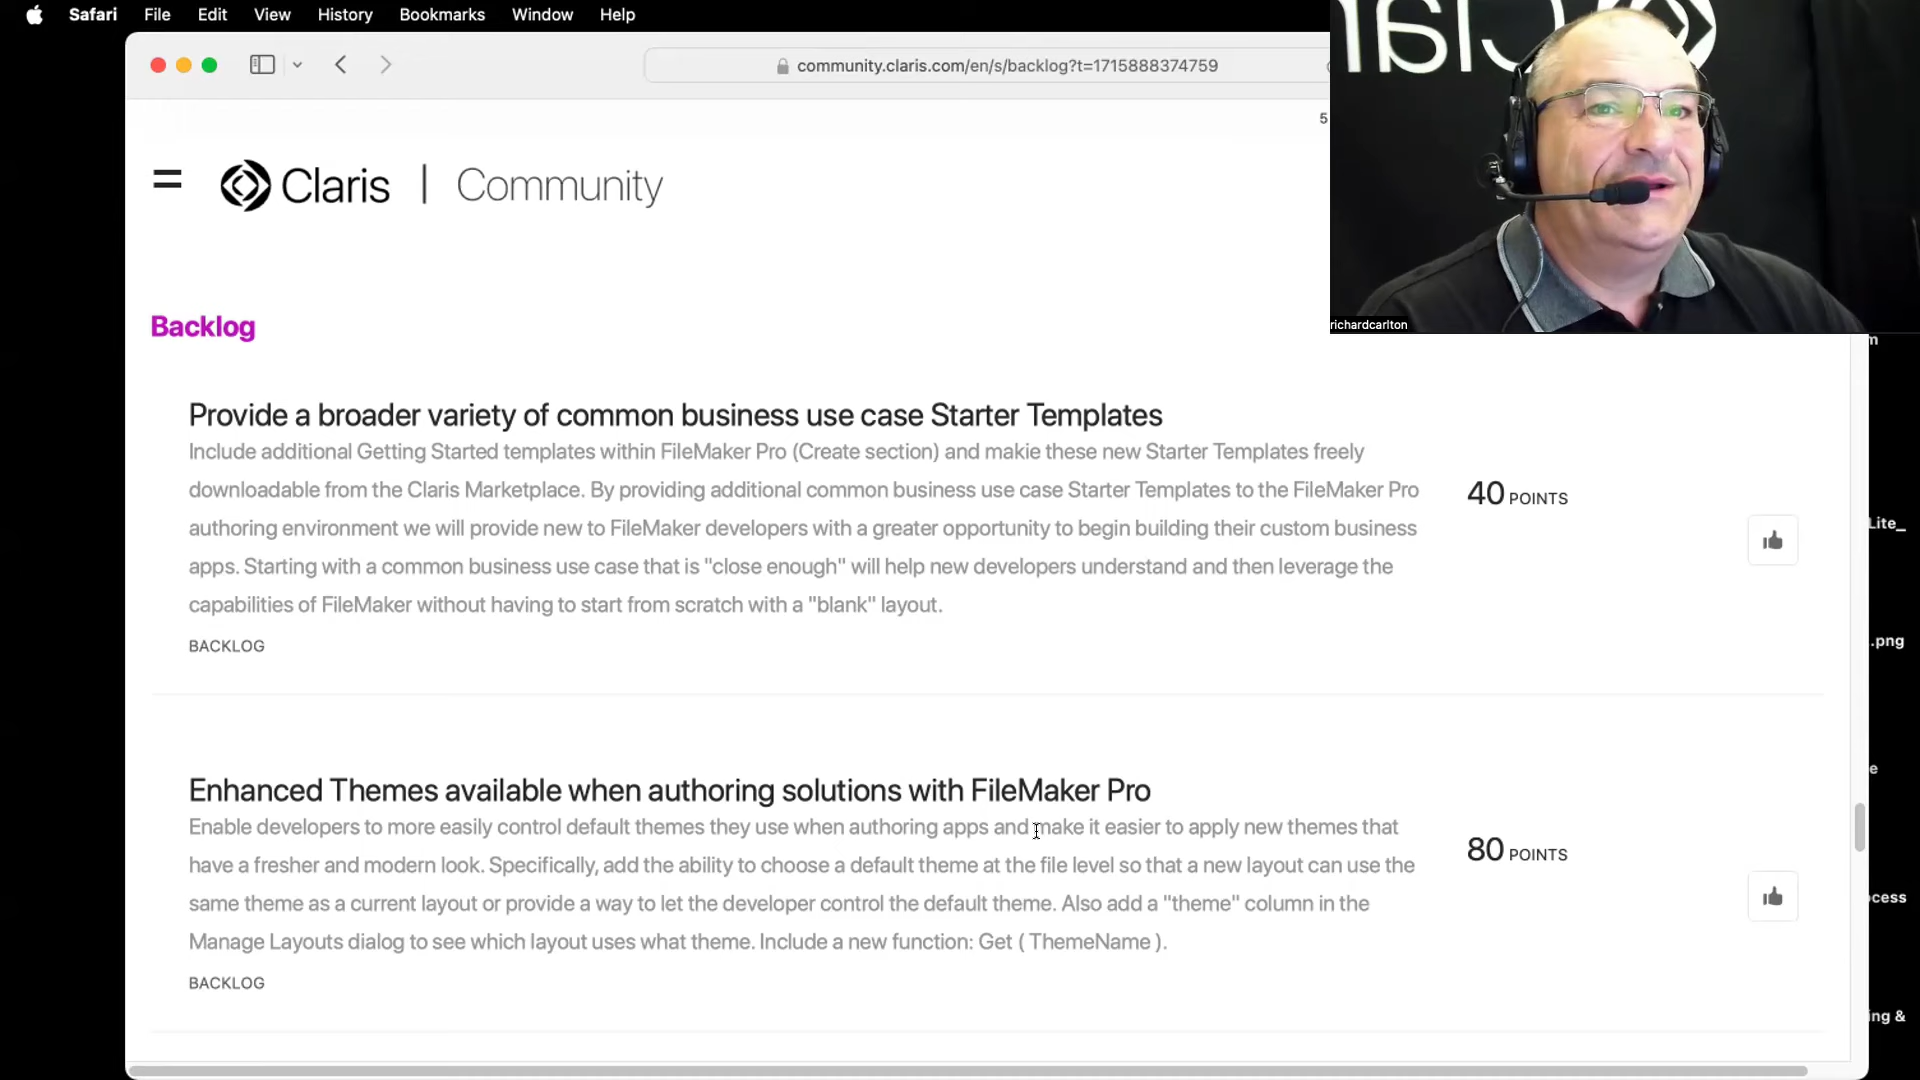 Safari File Edit View History Bookmarks Window Help
community.claris.com/en/s/backlog?t=1715888374759
5
Claris | Community
richardcarlton
Backlog
Provide a broader variety of common business use case Starter Templates
Include additional Getting Started templates within FileMaker Pro (Create section) and makie these new Starter Templates freely
downloadable from the Claris Marketplace. By providing additional common business use case Starter Templates to the FileMaker Pro
authoring environment we will provide new to FileMaker developers with a greater opportunity to begin building their custom business
apps. Starting with a common business use case that is "close enough" will help new developers understand and then leverage the
capabilities of FileMaker without having to start from scratch with a "blank" layout.
BACKLOG
40 POINTS
Enhanced Themes available when authoring solutions with FileMaker Pro
Enable developers to more easily control default themes they use when authoring apps and make it easier to apply new themes that
have a fresher and modern look. Specifically, add the ability to choose a default theme at the file level so that a new layout can use the
same theme as a current layout or provide a way to let the developer control the default theme. Also add a "theme" column in the
Manage Layouts dialog to see which layout uses what theme. Include a new function: Get ( ThemeName ).
BACKLOG
80 POINTS
Lite_
.png
e
cess
ing &